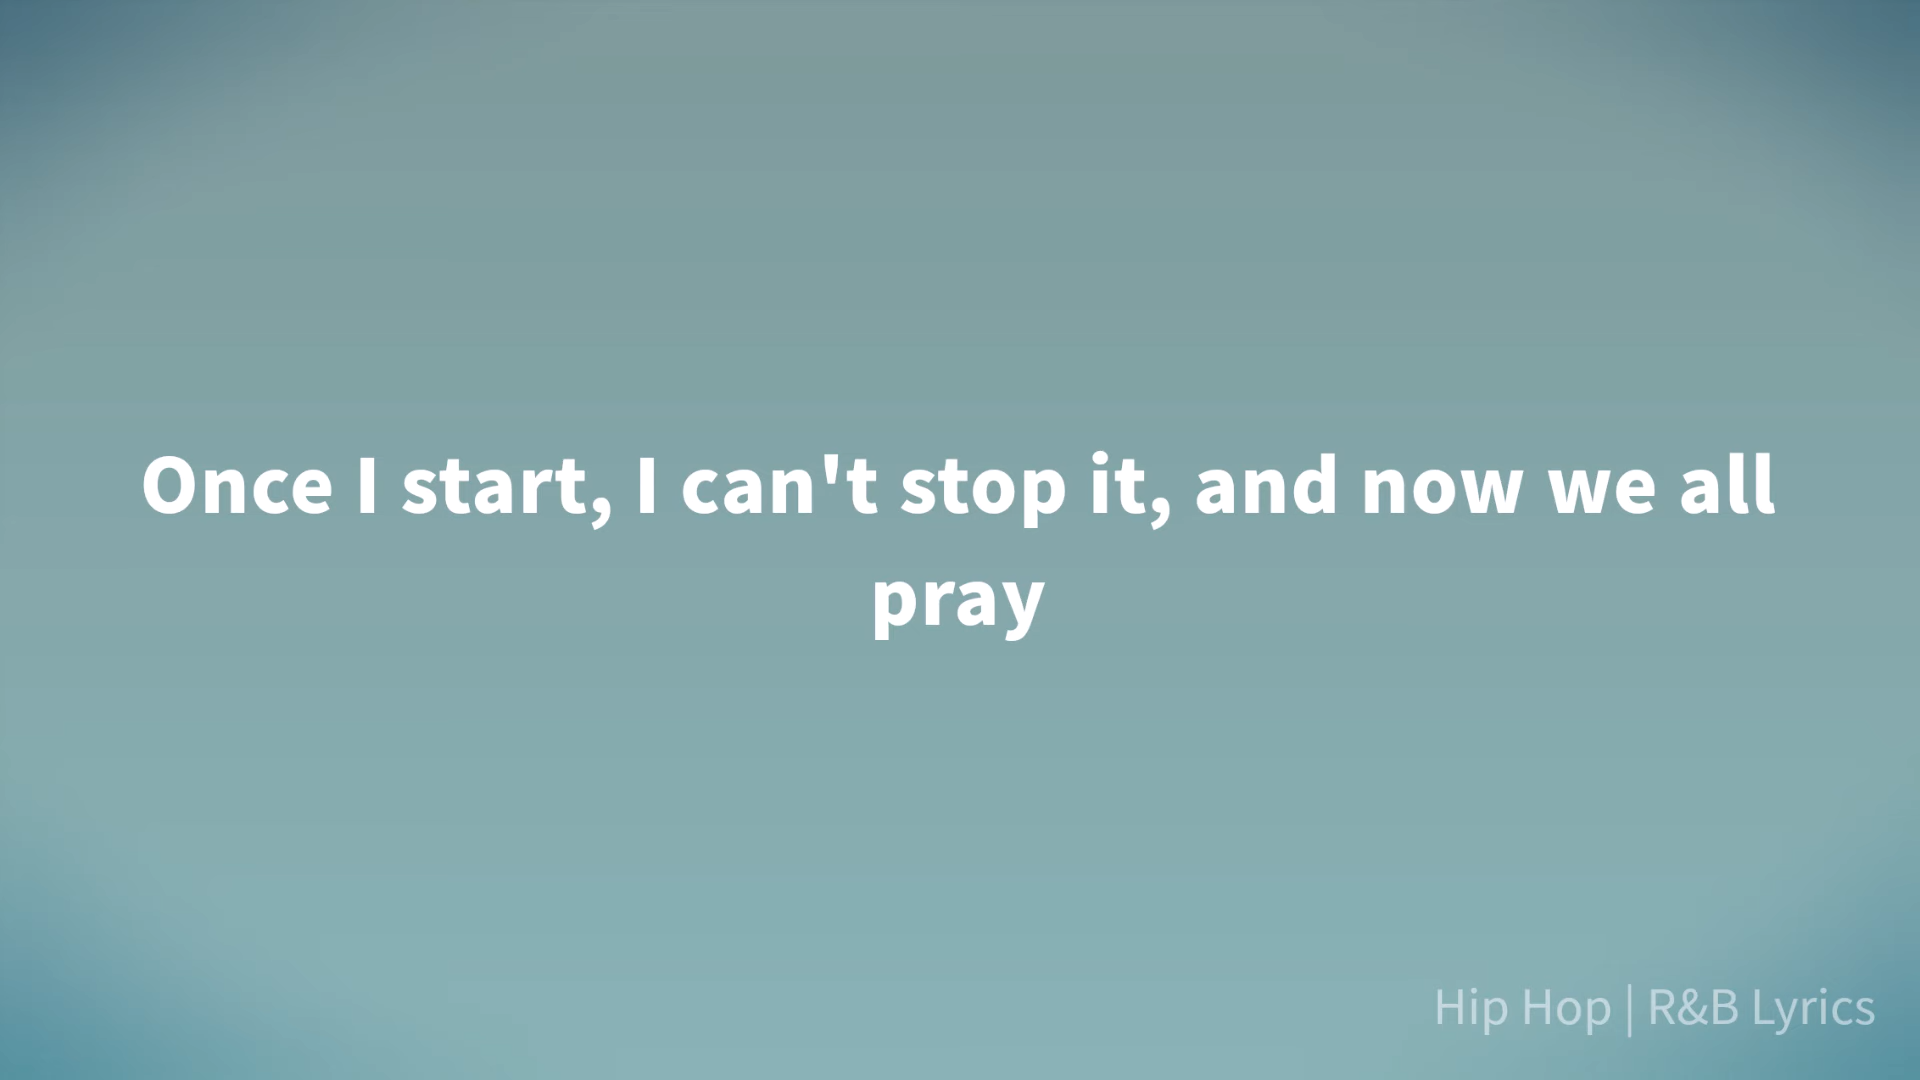 Once I start, I can't stop it, and now we all
pray
Hip Hop | R&B Lyrics